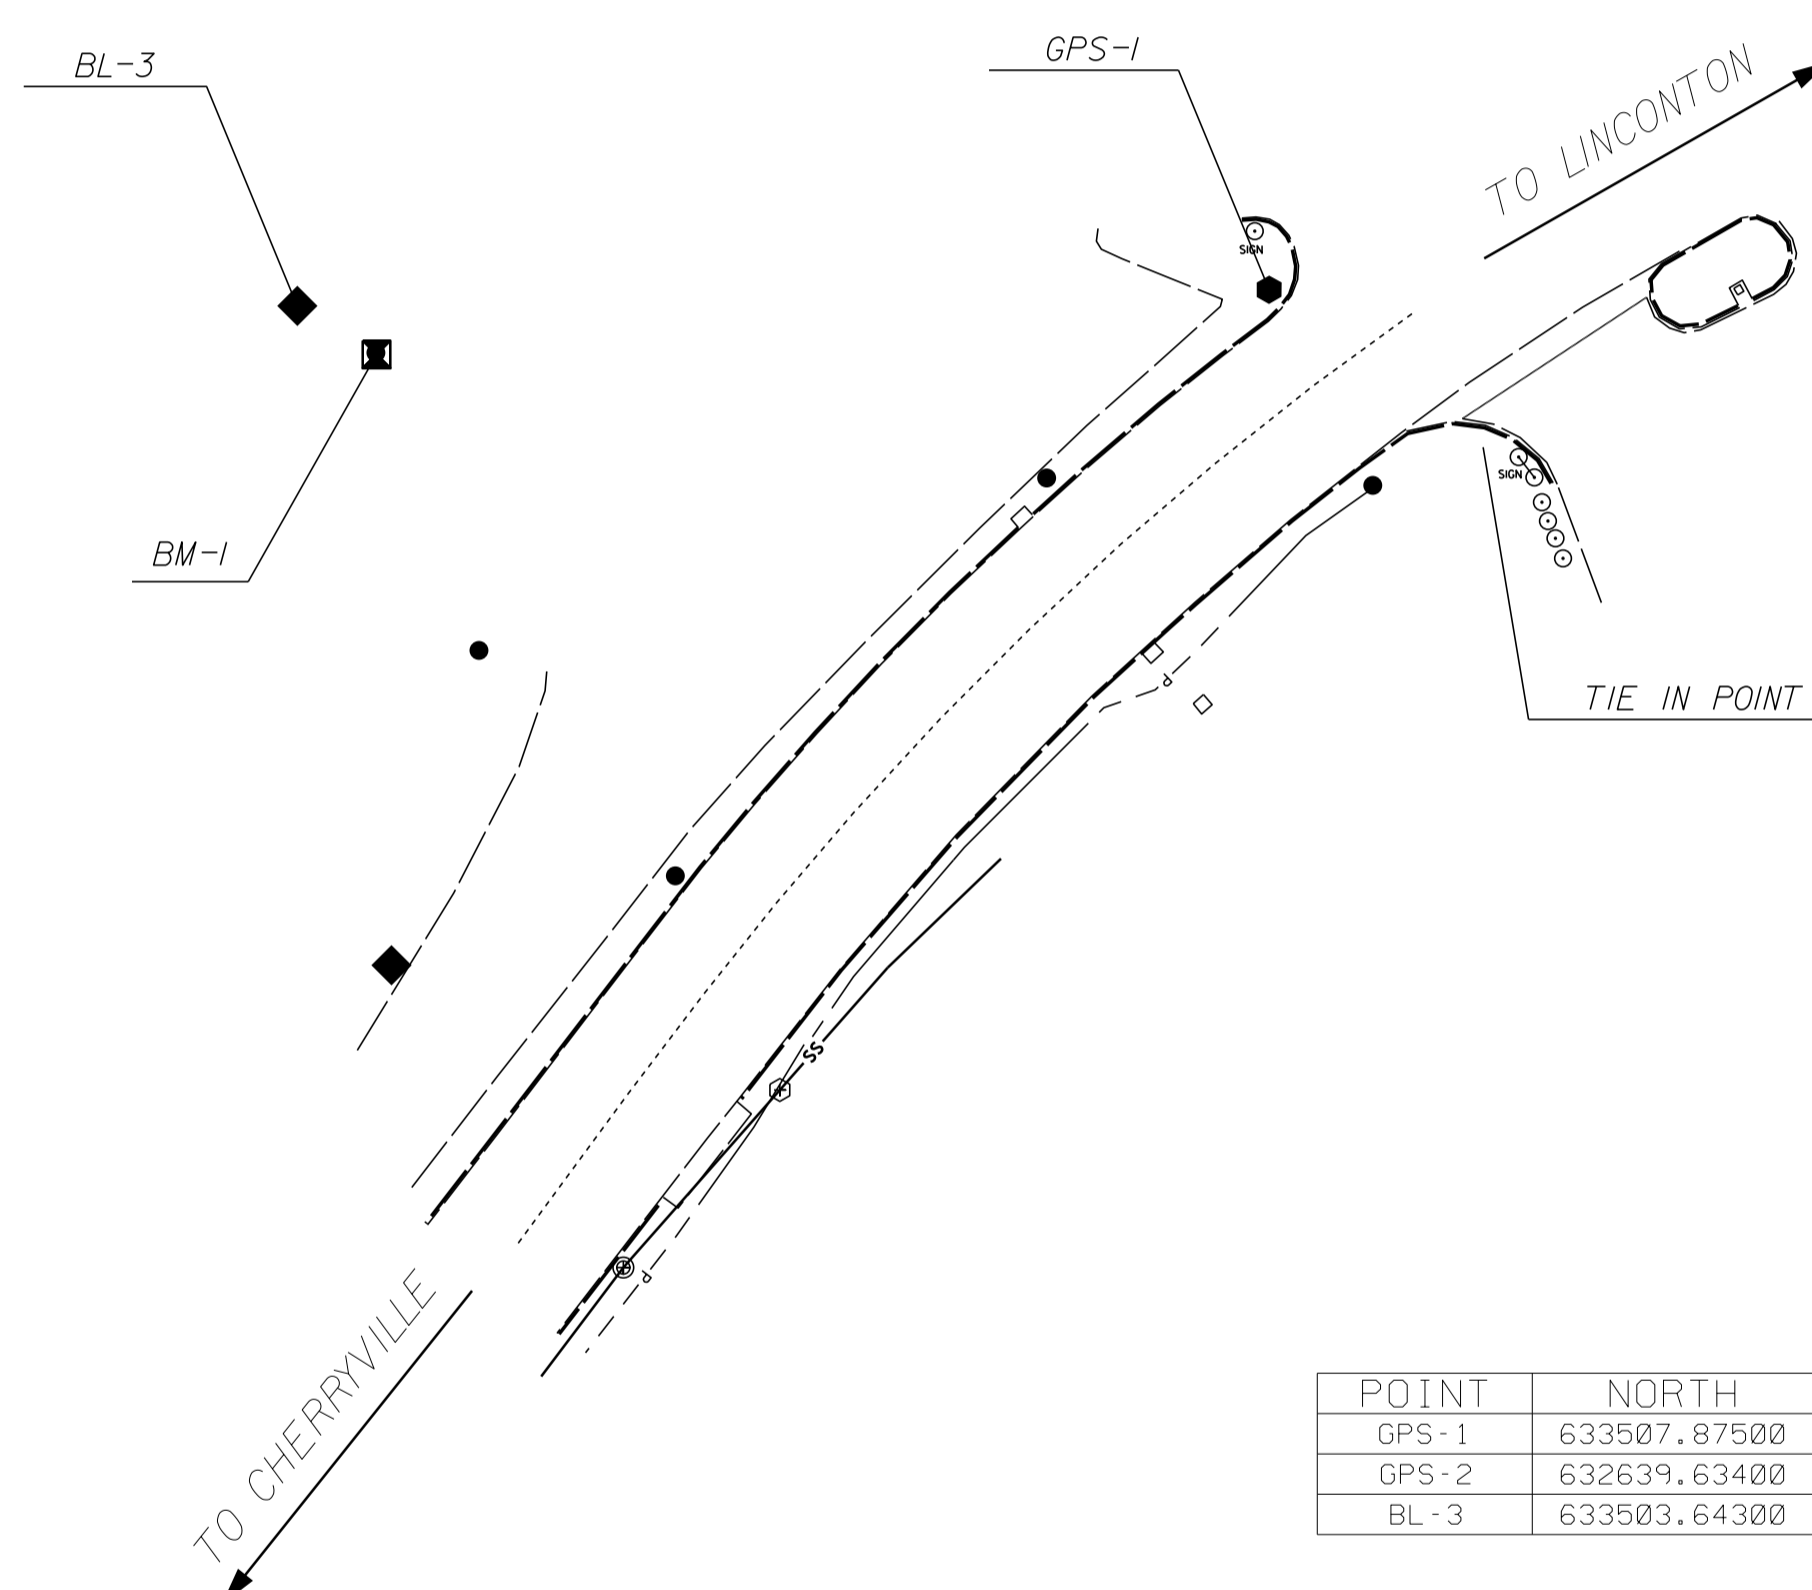 BL-3
GPS-1
TO LINCONTON
SIGN
BM-1
SIGN
d
TIE IN POINT
SS
d
TO CHERRYVILLE
POINT NORTH
GPS-1 633507.87500
GPS-2 632639.63400
BL-3 633503.64300